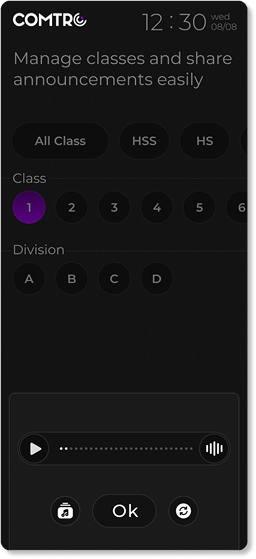 COMTRO
12 : 30 wed
08/08
Manage classes and share
announcements easily
All Class HSS HS
Class
1 2 3 4 5 6
Division
A B C D
Ok